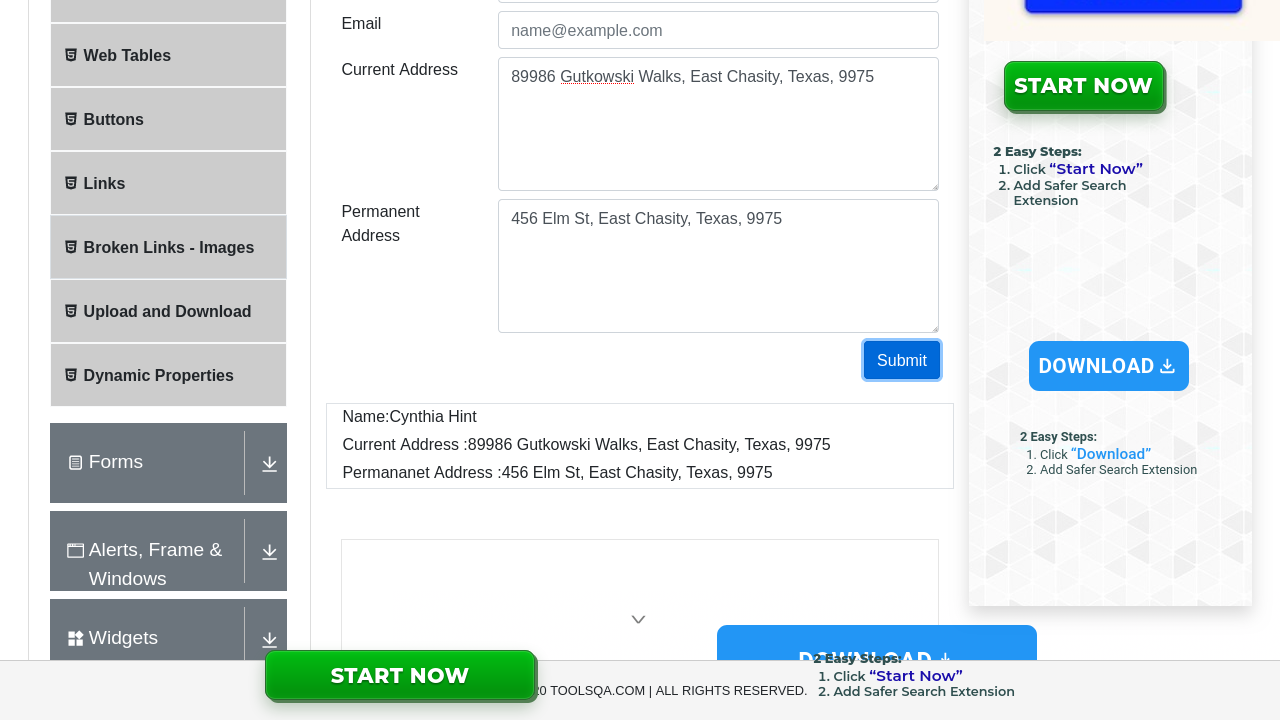 Email
name@example.com
Current Address
89986 Gutkowski Walks, East Chasity, Texas, 9975
Permanent
Address
456 Elm St, East Chasity, Texas, 9975
Submit
Name:Cynthia Hint
Current Address :89986 Gutkowski Walks, East Chasity, Texas, 9975
Permananet Address :456 Elm St, East Chasity, Texas, 9975
Web Tables
Buttons
Links
Broken Links - Images
Upload and Download
Dynamic Properties
Forms
Alerts, Frame &
Windows
Widgets
START NOW
2 Easy Steps:
1. Click “Start Now”
2. Add Safer Search
Extension
DOWNLOAD
2 Easy Steps:
1. Click “Download”
2. Add Safer Search Extension
DOWNLOAD
START NOW
20 TOOLSQA.COM | ALL RIGHTS RESERVED.
2 Easy Steps:
1. Click “Start Now”
2. Add Safer Search Extension